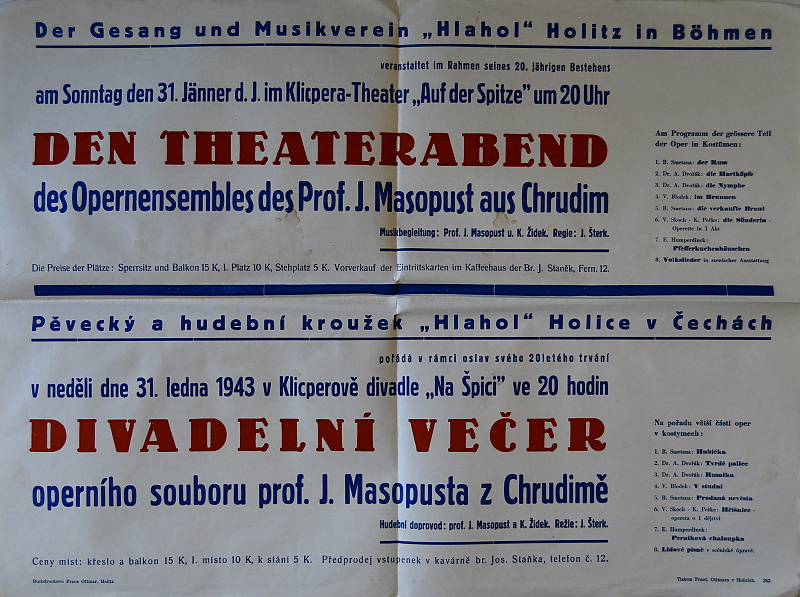 Der Gesang und Musikverein „Hlahol" Holitz in Böhmen
veranstaltet im Rahmen seines 20. jährigen Bestehens
am Sonntag den 31. Jänner d. J. im Klicpera-Theater „Auf der Spitze" um 20 Uhr
DEN THEATERABEND
des Opernensembles des Prof. J. Masopust aus Chrudim
Musikbegleitung: Prof. J. Masopust u. K. Židek. Regie: J. Šterk.
Die Preise der Plätze: Sperrsitz und Balkon 15 K, I. Platz 10 K, Stehplatz 5 K. Vorverkauf der Eintrittskarten im Kaffeehaus der Br. J. Staněk, Fern. 12.
Am Programm der grössere Teil
der Oper in Kostümen:
1. B. Smetana: der Kuss
2. Dr. A. Dvořák: die Hartköpfe
3. Dr. A. Dvořák: die Nymphe
4. V. Blodek: im Brunnen
5. B. Smetana: die verkaufte Braut
6. V. Skoch - K. Peřke: die Sünderin -
Operette in 1 Akt
7. E. Humperdinck:
Pfefferkuchenhäuschen
8. Volkslieder in szenischer Ausstattung
Pěvecký a hudební kroužek „Hlahol" Holice v Čechách
pořádá v rámci oslav svého 20letého trvání
v neděli dne 31. ledna 1943 v Klicperově divadle „Na Špici" ve 20 hodin
DIVADELNÍ VEČER
operního souboru prof. J. Masopusta z Chrudimě
Hudební doprovod: prof. J. Masopust a K. Židek. Režie: J. Šterk.
Ceny míst: křeslo a balkon 15 K, I. místo 10 K, k stání 5 K. Předprodej vstupenek v kavárně br. Jos. Staňka, telefon č. 12.
Na pořadu větší části oper
v kostymech:
1. B. Smetana: Hubička
2. Dr. A. Dvořák: Tvrdé palice
3. Dr. A. Dvořák: Rusalka
4. V. Blodek: V studni
5. B. Smetana: Prodaná nevěsta
6. V. Skoch - K. Peřke: Hříšnice -
opereta o 1 dějství
7. E. Humperdinck:
Perníková chaloupka
8. Lidové písně v scénické úpravě.
Buchdruckerei Franz Ottmar, Holitz.
Tiskem Frant. Ottmara v Holicích. 262